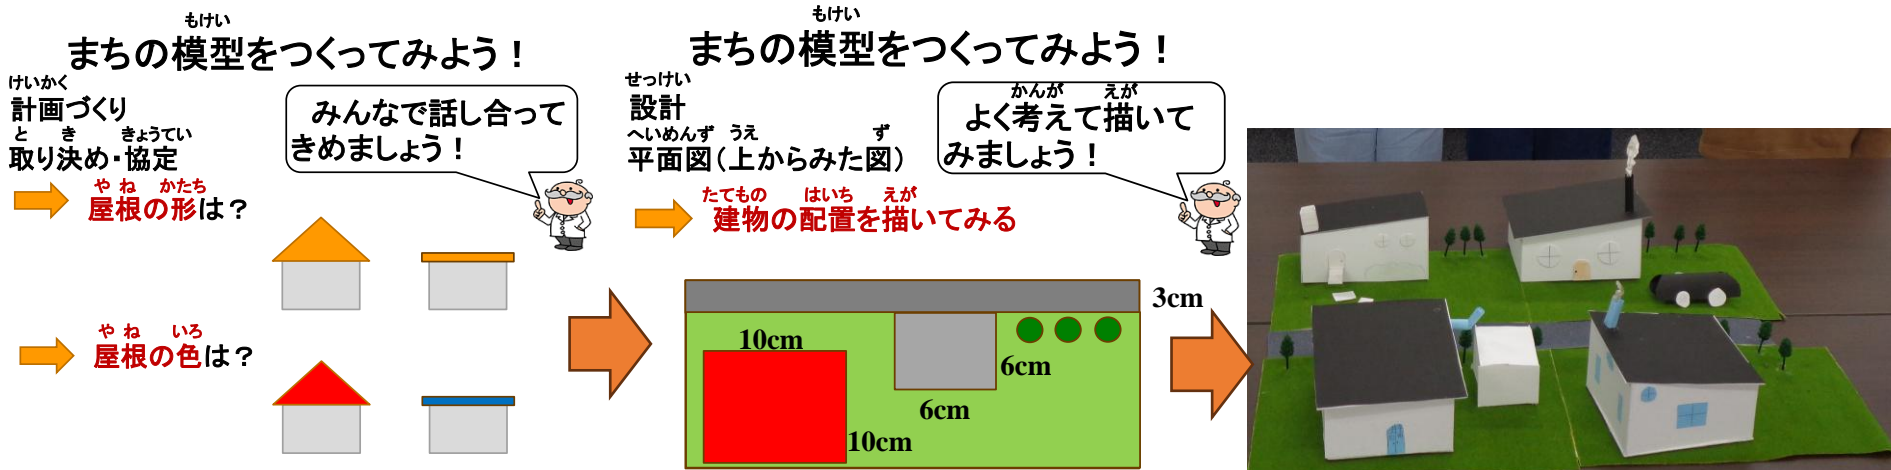 もけい
まちの模型をつくってみよう！
けいかく
計画づくり
と き きょうてい
取り決め・協定
みんなで話し合って
きめましょう！
や ね かたち
屋根の形は？
や ね いろ
屋根の色は？
もけい
まちの模型をつくってみよう！
せっけい
設計
へいめんず うえ ず
平面図（上からみた図）
かんが えが
よく考えて描いて
みましょう！
たてもの はいち えが
建物の配置を描いてみる
3cm
10cm
6cm
6cm
10cm